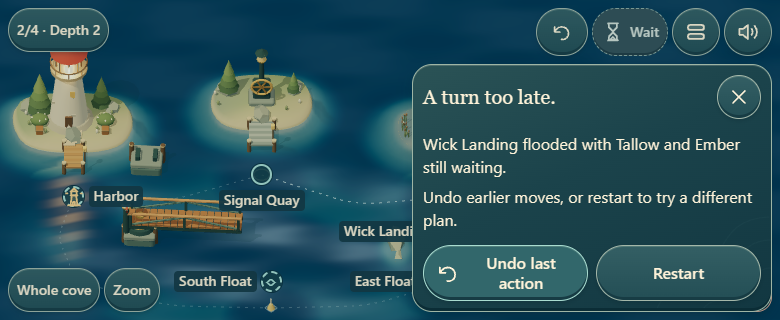 2/4 · Depth 2
Wait
A turn too late.
Wick Landing flooded with Tallow and Ember
still waiting.
Undo earlier moves, or restart to try a different
plan.
Undo last
action
Restart
Harbor
Signal Quay
Wick Landi
South Float
East Float
Whole cove
Zoom